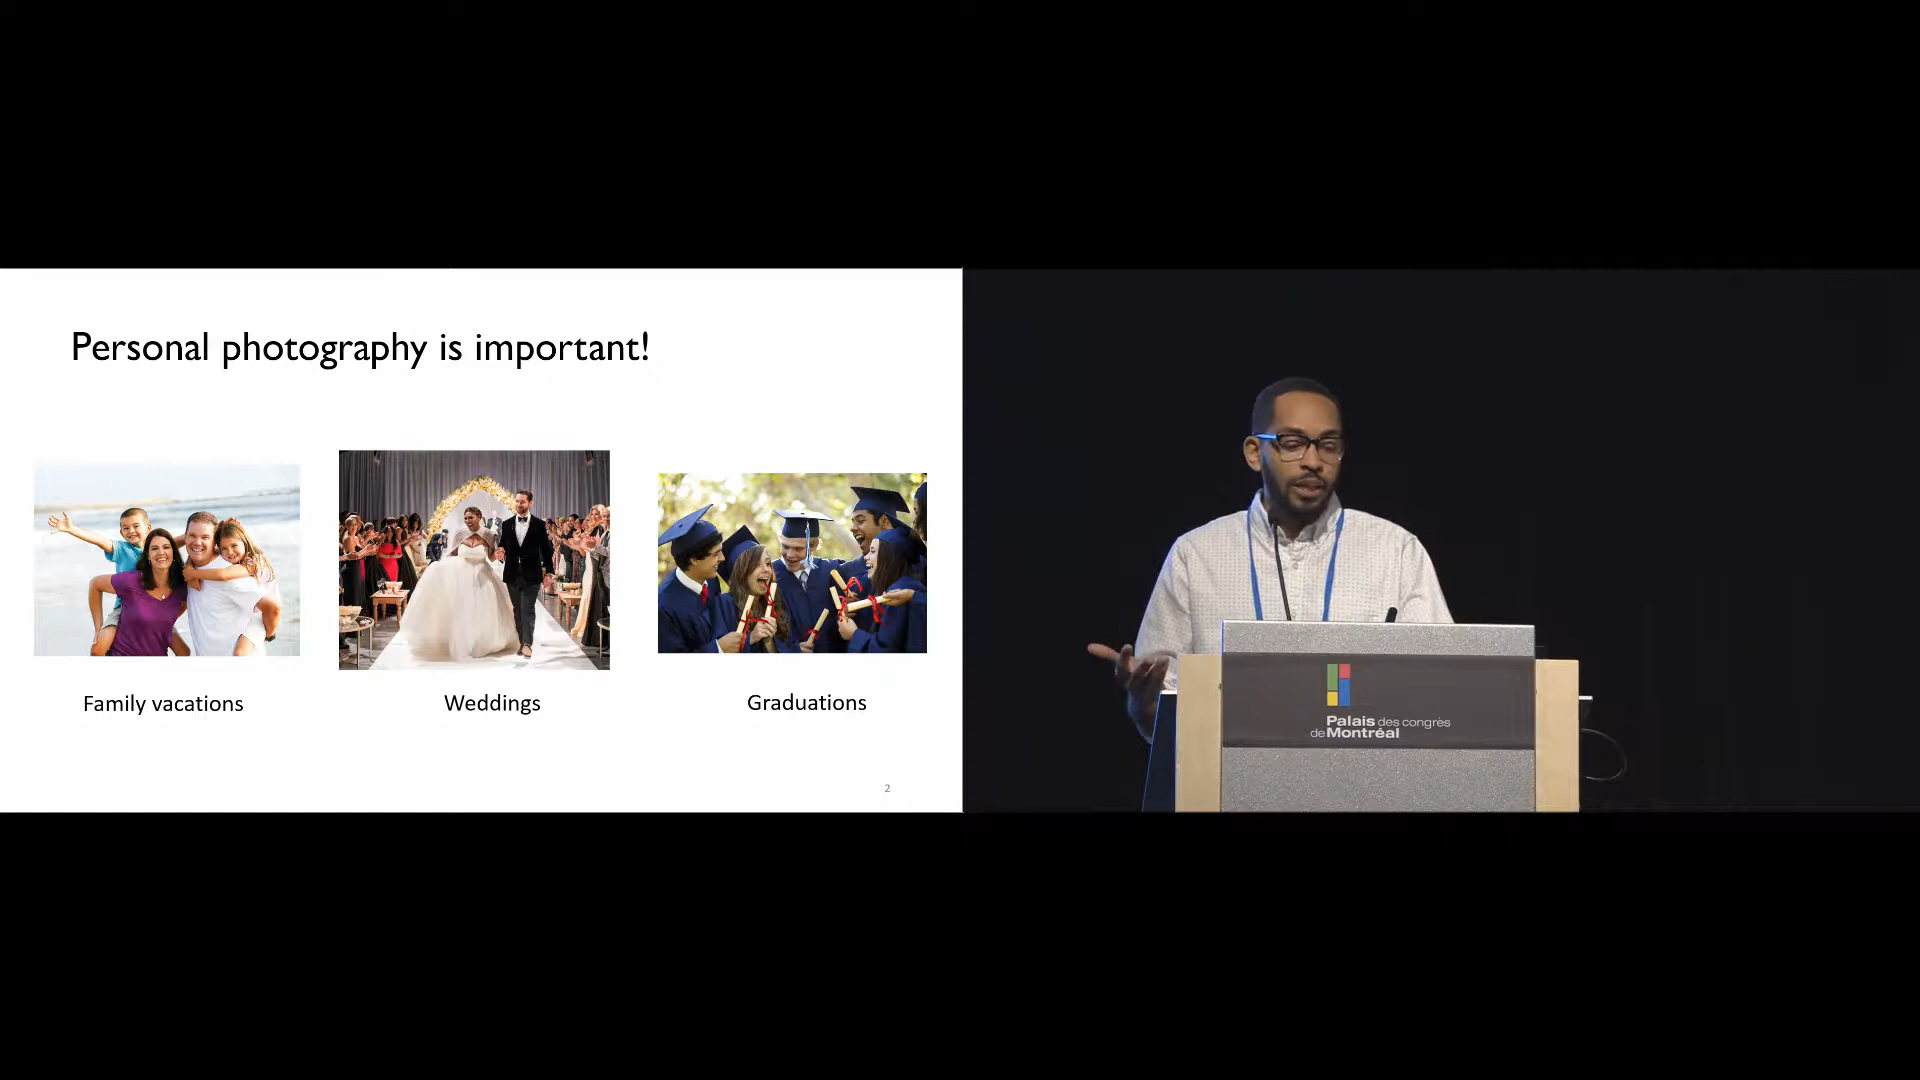 Personal photography is important!
Family vacations
Weddings
Graduations
2
Palais des congrès
de Montréal